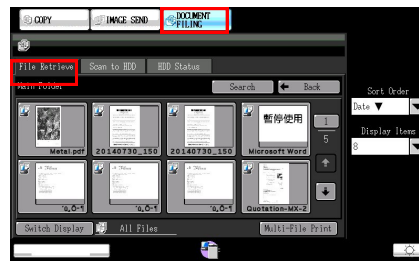 COPY
IMAGE SEND
DOCUMENT
FILING
File Retrieve
Scan to HDD
HDD Status
Main Folder
Search
Back
Sort Order
Date ▼
Display Items
8
暫停使用
Metal.pdf
20140730_150
20140730_150
Microsoft Word
1
5
Quotation-MX-2
Switch Display
All Files
Multi-File Print